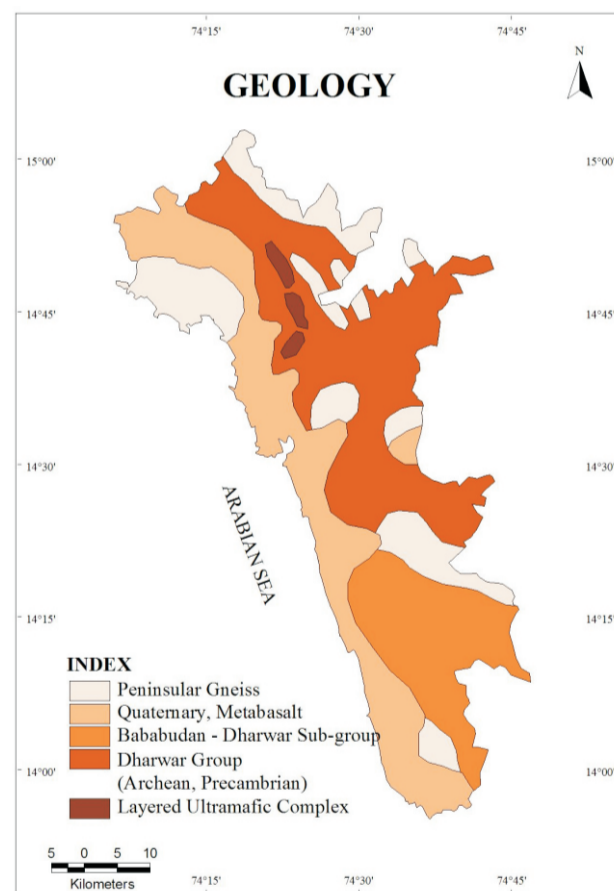 74°15' 74°30' 74°45'
N
GEOLOGY
15°00' 15°00'
14°45' 14°45'
14°30' 14°30'
ARABIAN SEA
14°15' 14°15'
INDEX
Peninsular Gneiss
Quaternary, Metabasalt
Bababudan - Dharwar Sub-group
Dharwar Group
(Archean, Precambrian)
Layered Ultramafic Complex
14°00' 14°00'
5 0 5 10
Kilometers
74°15' 74°30' 74°45'